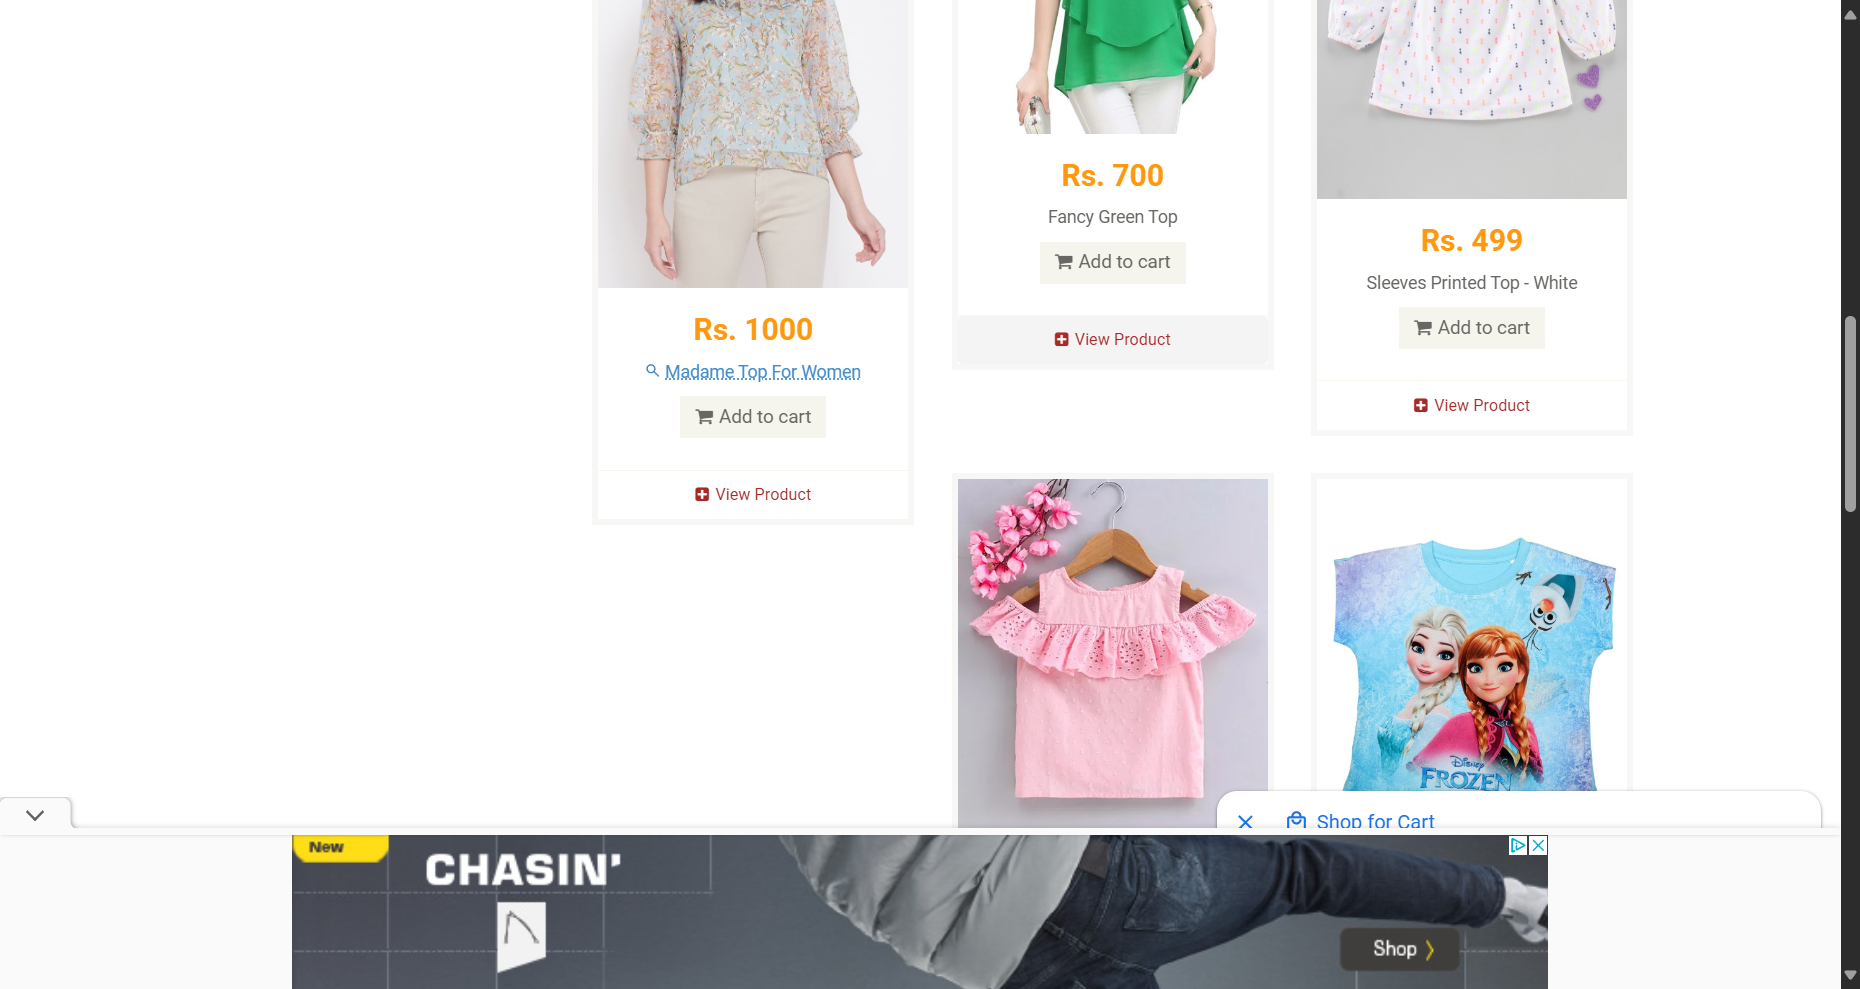 Rs. 1000
Madame Top For Women
Add to cart
View Product
Rs. 700
Fancy Green Top
Add to cart
View Product
Rs. 499
Sleeves Printed Top - White
Add to cart
View Product
Disney
FROZEN
Shop for Cart
New
CHASIN'
Shop